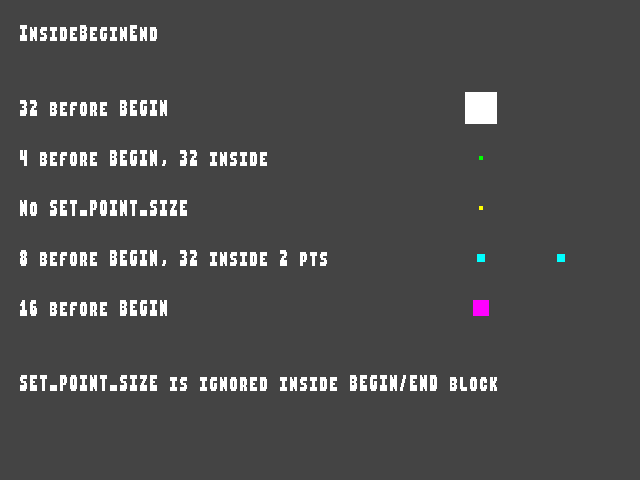 InsideBeginEnd
32 before BEGIN
4 before BEGIN, 32 inside
No SET_POINT_SIZE
8 before BEGIN, 32 inside 2 pts
16 before BEGIN
SET_POINT_SIZE is ignored inside BEGIN/END block